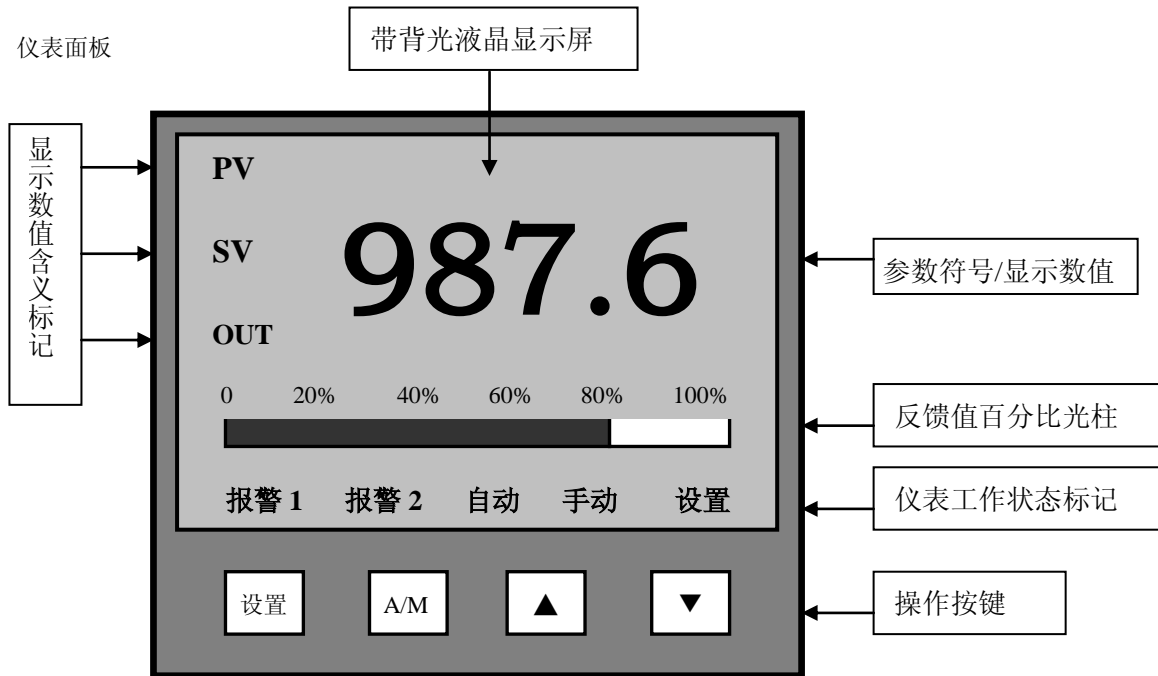 仪表面板
带背光液晶显示屏
显示数值含义标记
PV
SV
OUT
987.6
参数符号/显示数值
0 20% 40% 60% 80% 100%
反馈值百分比光柱
报警 1 报警 2 自动 手动 设置
仪表工作状态标记
设置 A/M ▲ ▼
操作按键